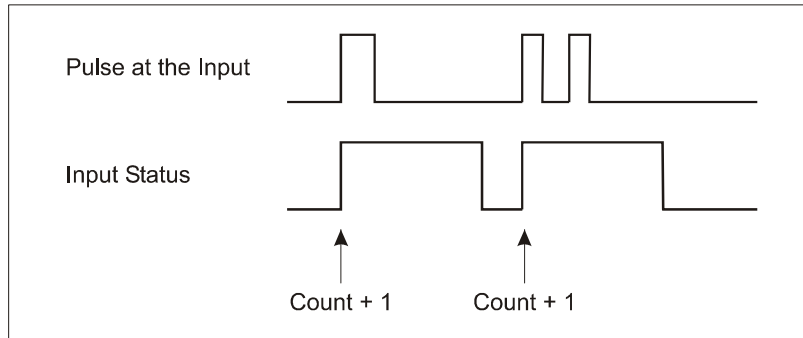 Pulse at the Input
Input Status
Count + 1 Count + 1